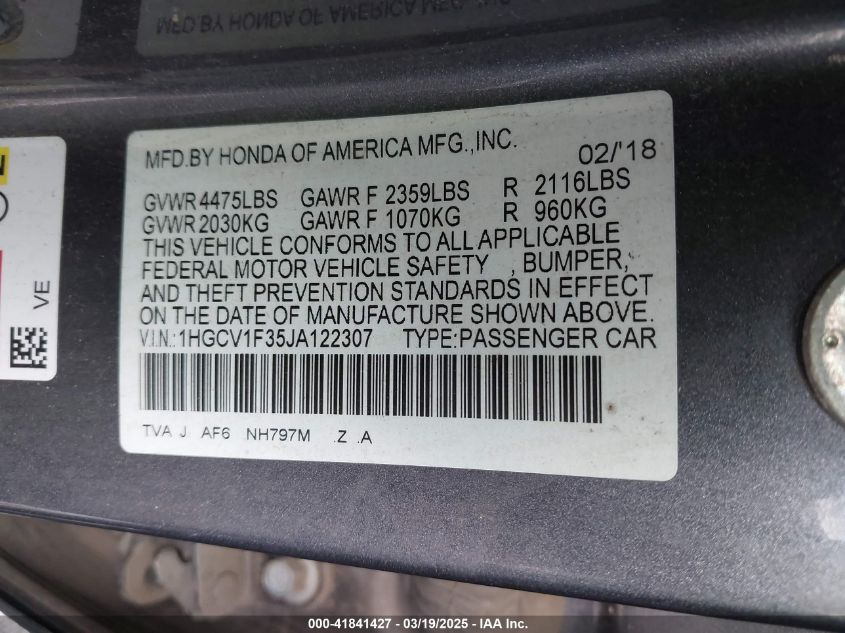 MFD.BY HONDA OF AMERICA MFG.,INC. 02/'18
GVWR 4475LBS GAWR F 2359LBS R 2116LBS
GVWR 2030KG GAWR F 1070KG R 960KG
THIS VEHICLE CONFORMS TO ALL APPLICABLE
FEDERAL MOTOR VEHICLE SAFETY , BUMPER,
AND THEFT PREVENTION STANDARDS IN EFFECT
ON THE DATE OF MANUFACTURE SHOWN ABOVE.
V.I.N.:1HGCV1F35JA122307 TYPE:PASSENGER CAR
TVA J AF6 NH797M .Z .A
VE
000-41841427 - 03/19/2025 - IAA Inc.